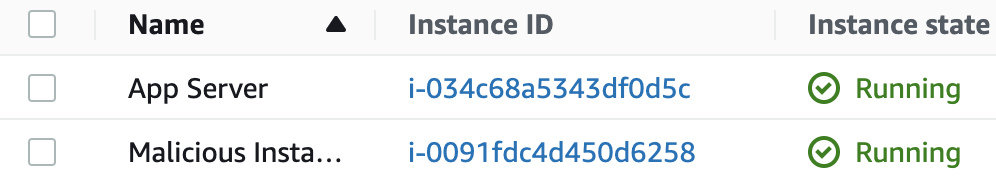 Name ▲ Instance ID Instance state
App Server i-034c68a5343df0d5c Running
Malicious Insta... i-0091fdc4d450d6258 Running